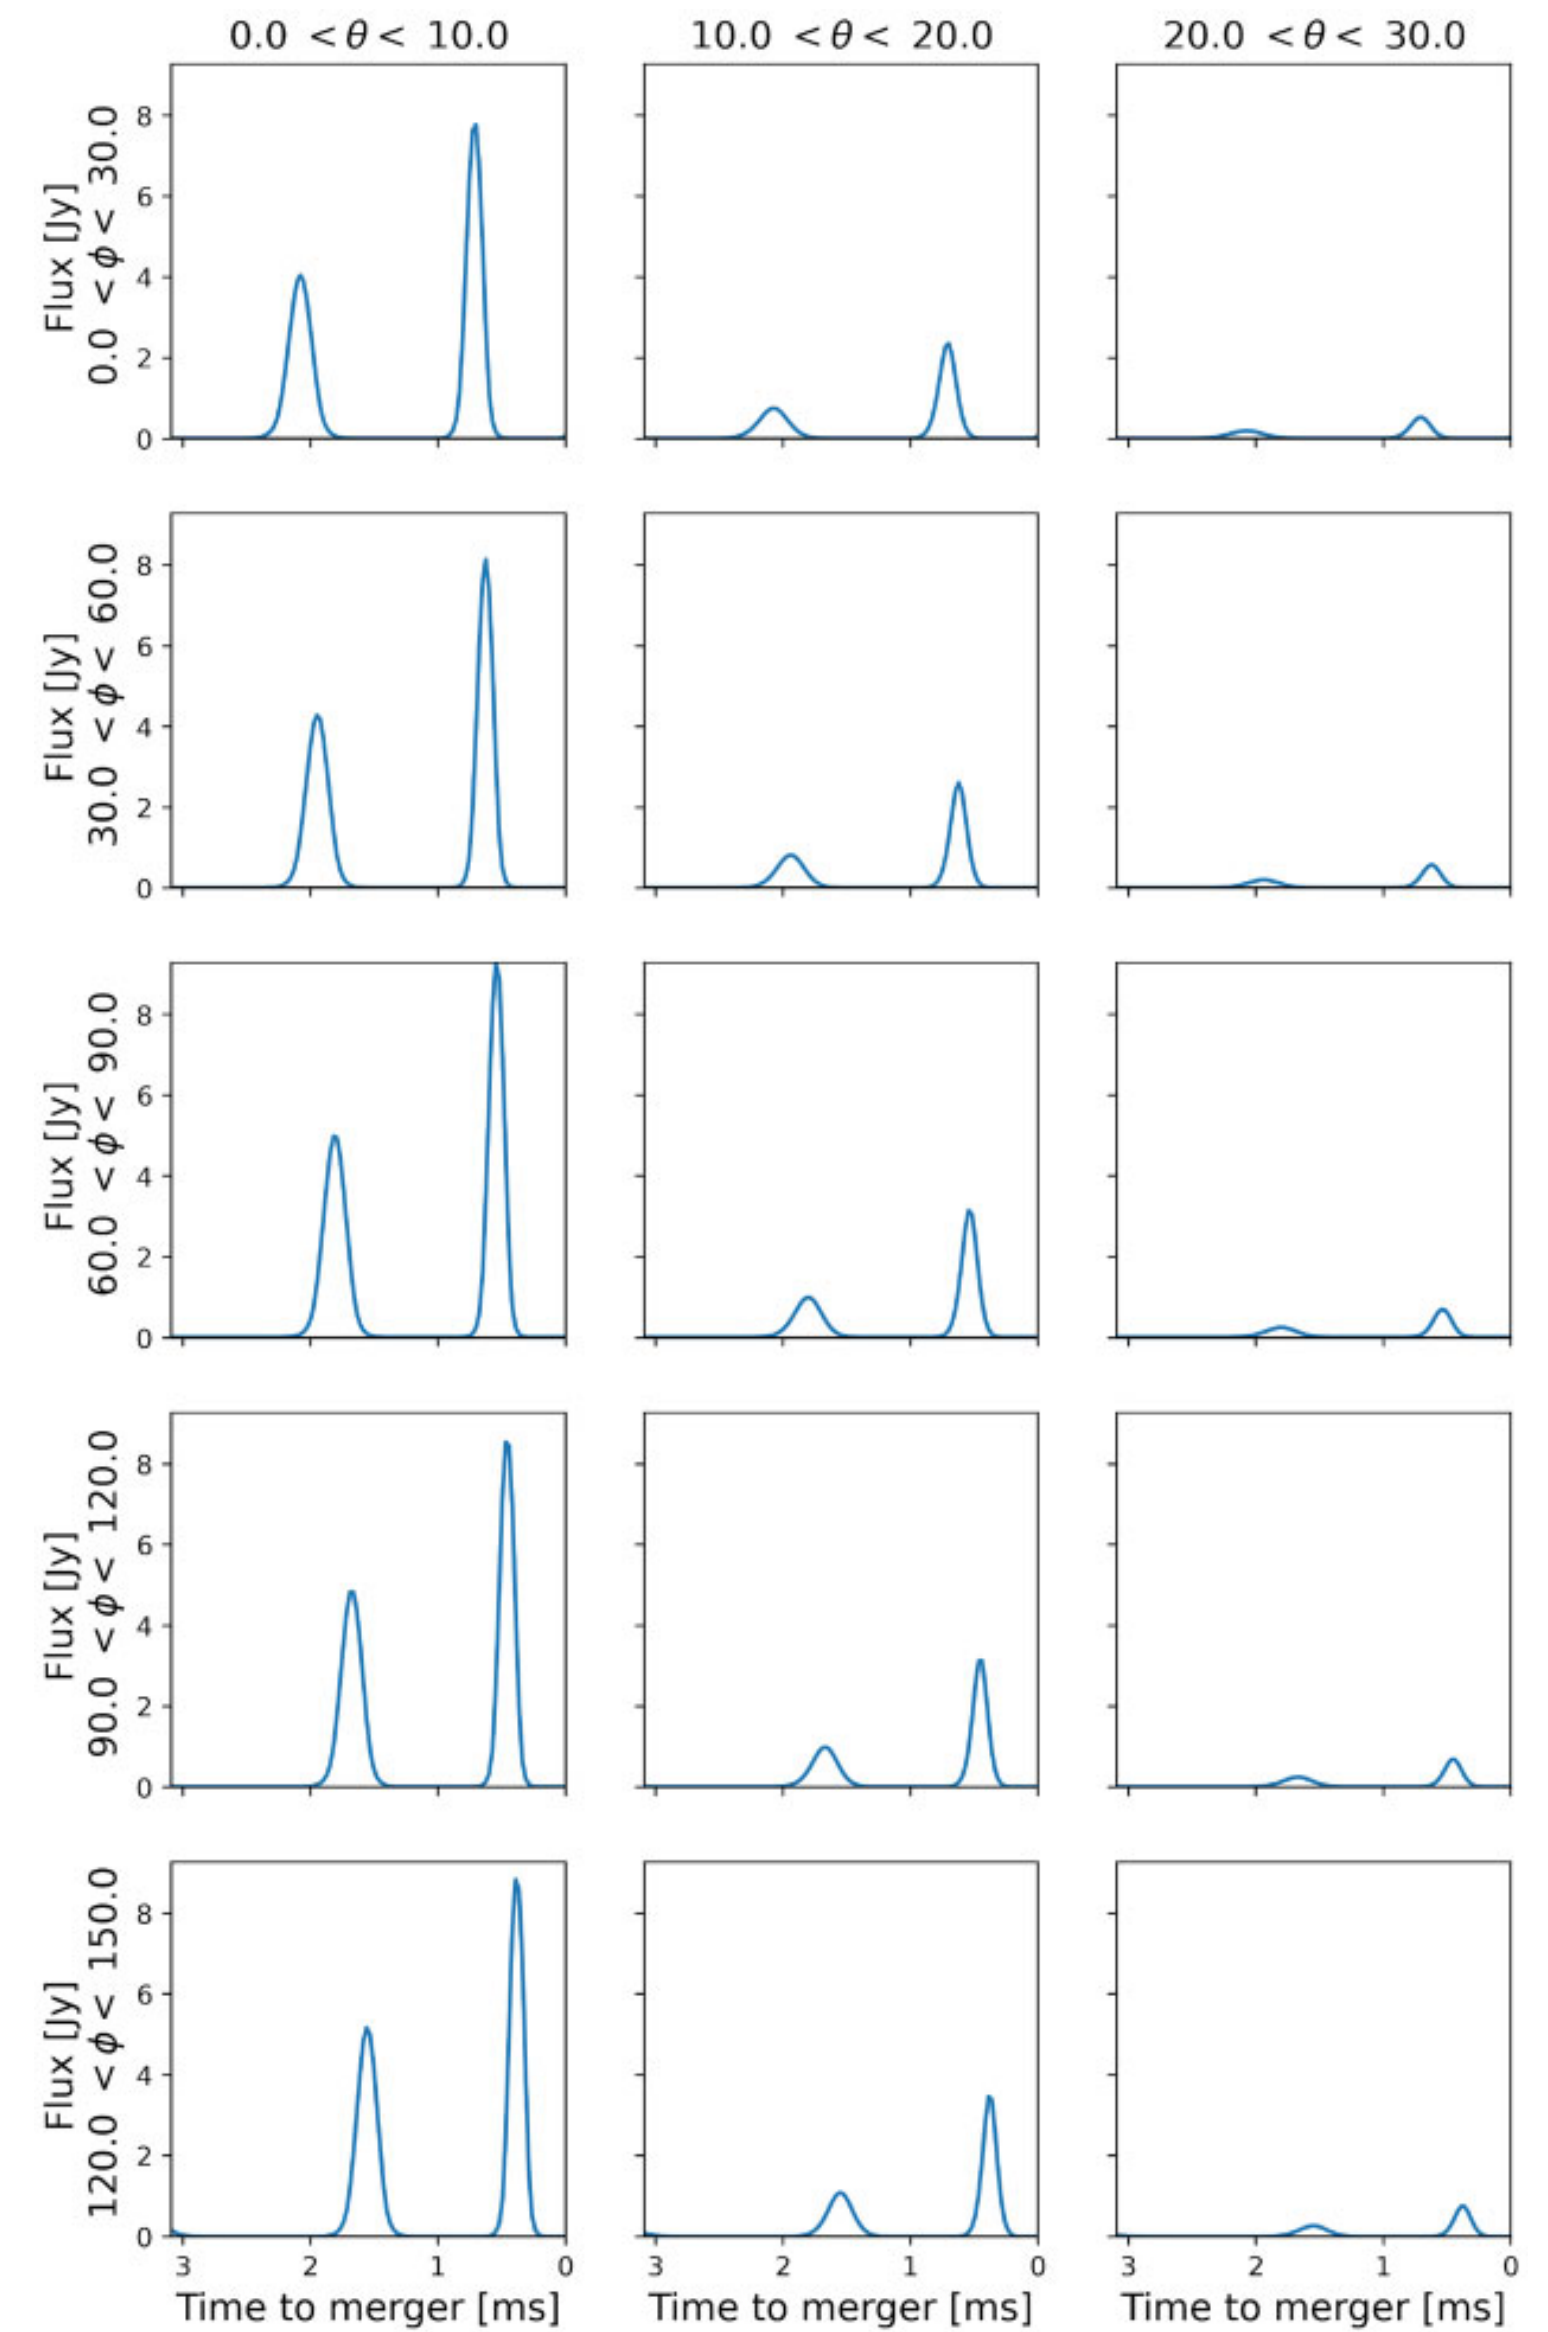 0.0 < θ < 10.0
10.0 < θ < 20.0
20.0 < θ < 30.0
Flux [Jy]
0.0 < ϕ < 30.0
8
6
4
2
0
Flux [Jy]
30.0 < ϕ < 60.0
8
6
4
2
0
Flux [Jy]
60.0 < ϕ < 90.0
8
6
4
2
0
Flux [Jy]
90.0 < ϕ < 120.0
8
6
4
2
0
Flux [Jy]
120.0 < ϕ < 150.0
8
6
4
2
0
3 2 1 0
3 2 1 0
3 2 1 0
Time to merger [ms]
Time to merger [ms]
Time to merger [ms]